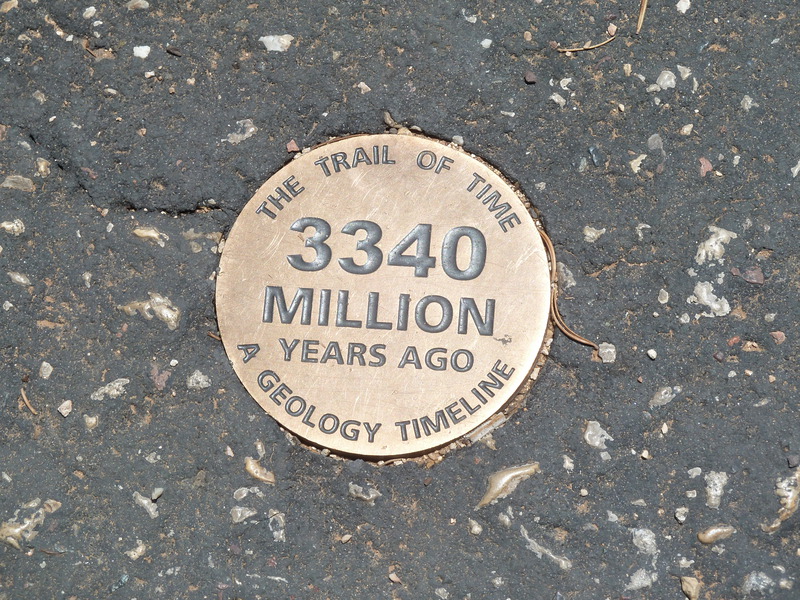 THE TRAIL OF TIME
3340
MILLION
YEARS AGO
A GEOLOGY TIMELINE